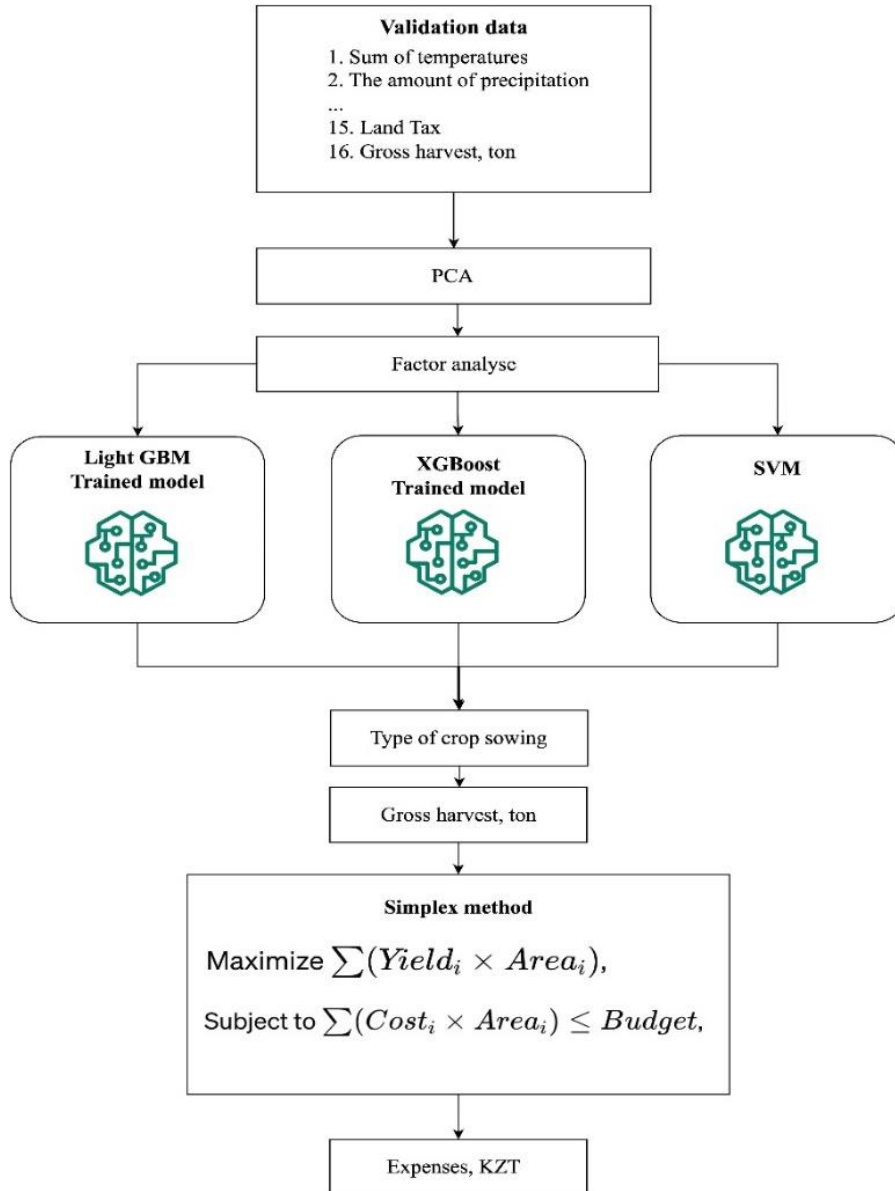 Validation data
1. Sum of temperatures
2. The amount of precipitation
...
15. Land Tax
16. Gross harvest, ton
PCA
Factor analyse
Light GBM
Trained model
XGBoost
Trained model
SVM
Type of crop sowing
Gross harvest, ton
Simplex method
Maximize ∑(Yield_i × Area_i),
Subject to ∑(Cost_i × Area_i) ≤ Budget,
Expenses, KZT